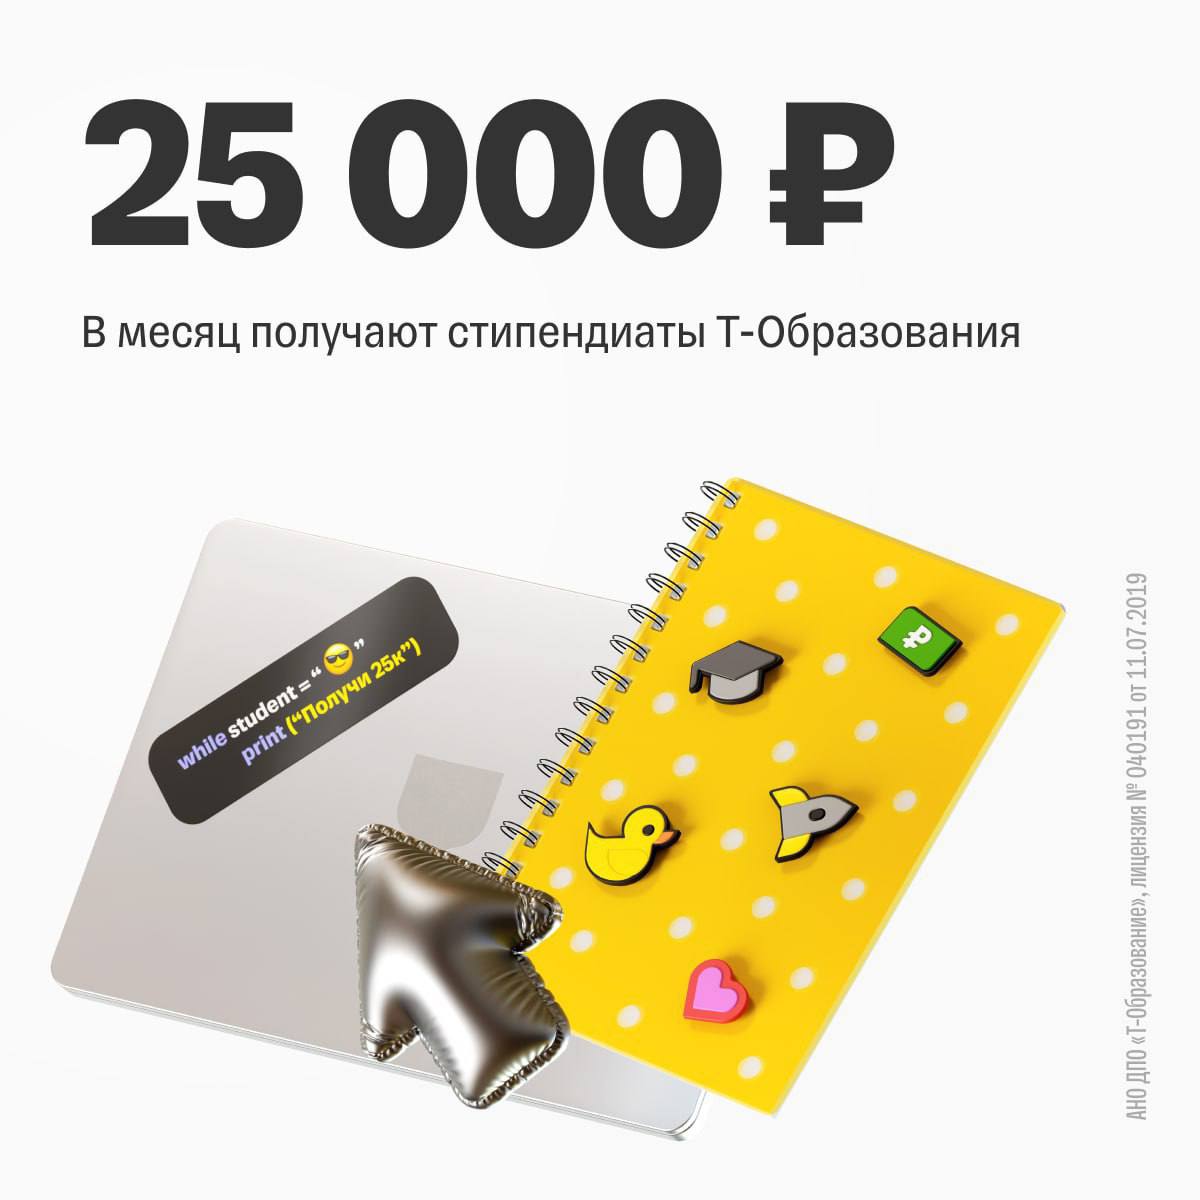 25 000 ₽
В месяц получают стипендиаты Т-Образования
while student = “😎”
print (“Получи 25к”)
₽
АНО ДПО «Т-Образование», лицензия № 040191 от 11.07.2019